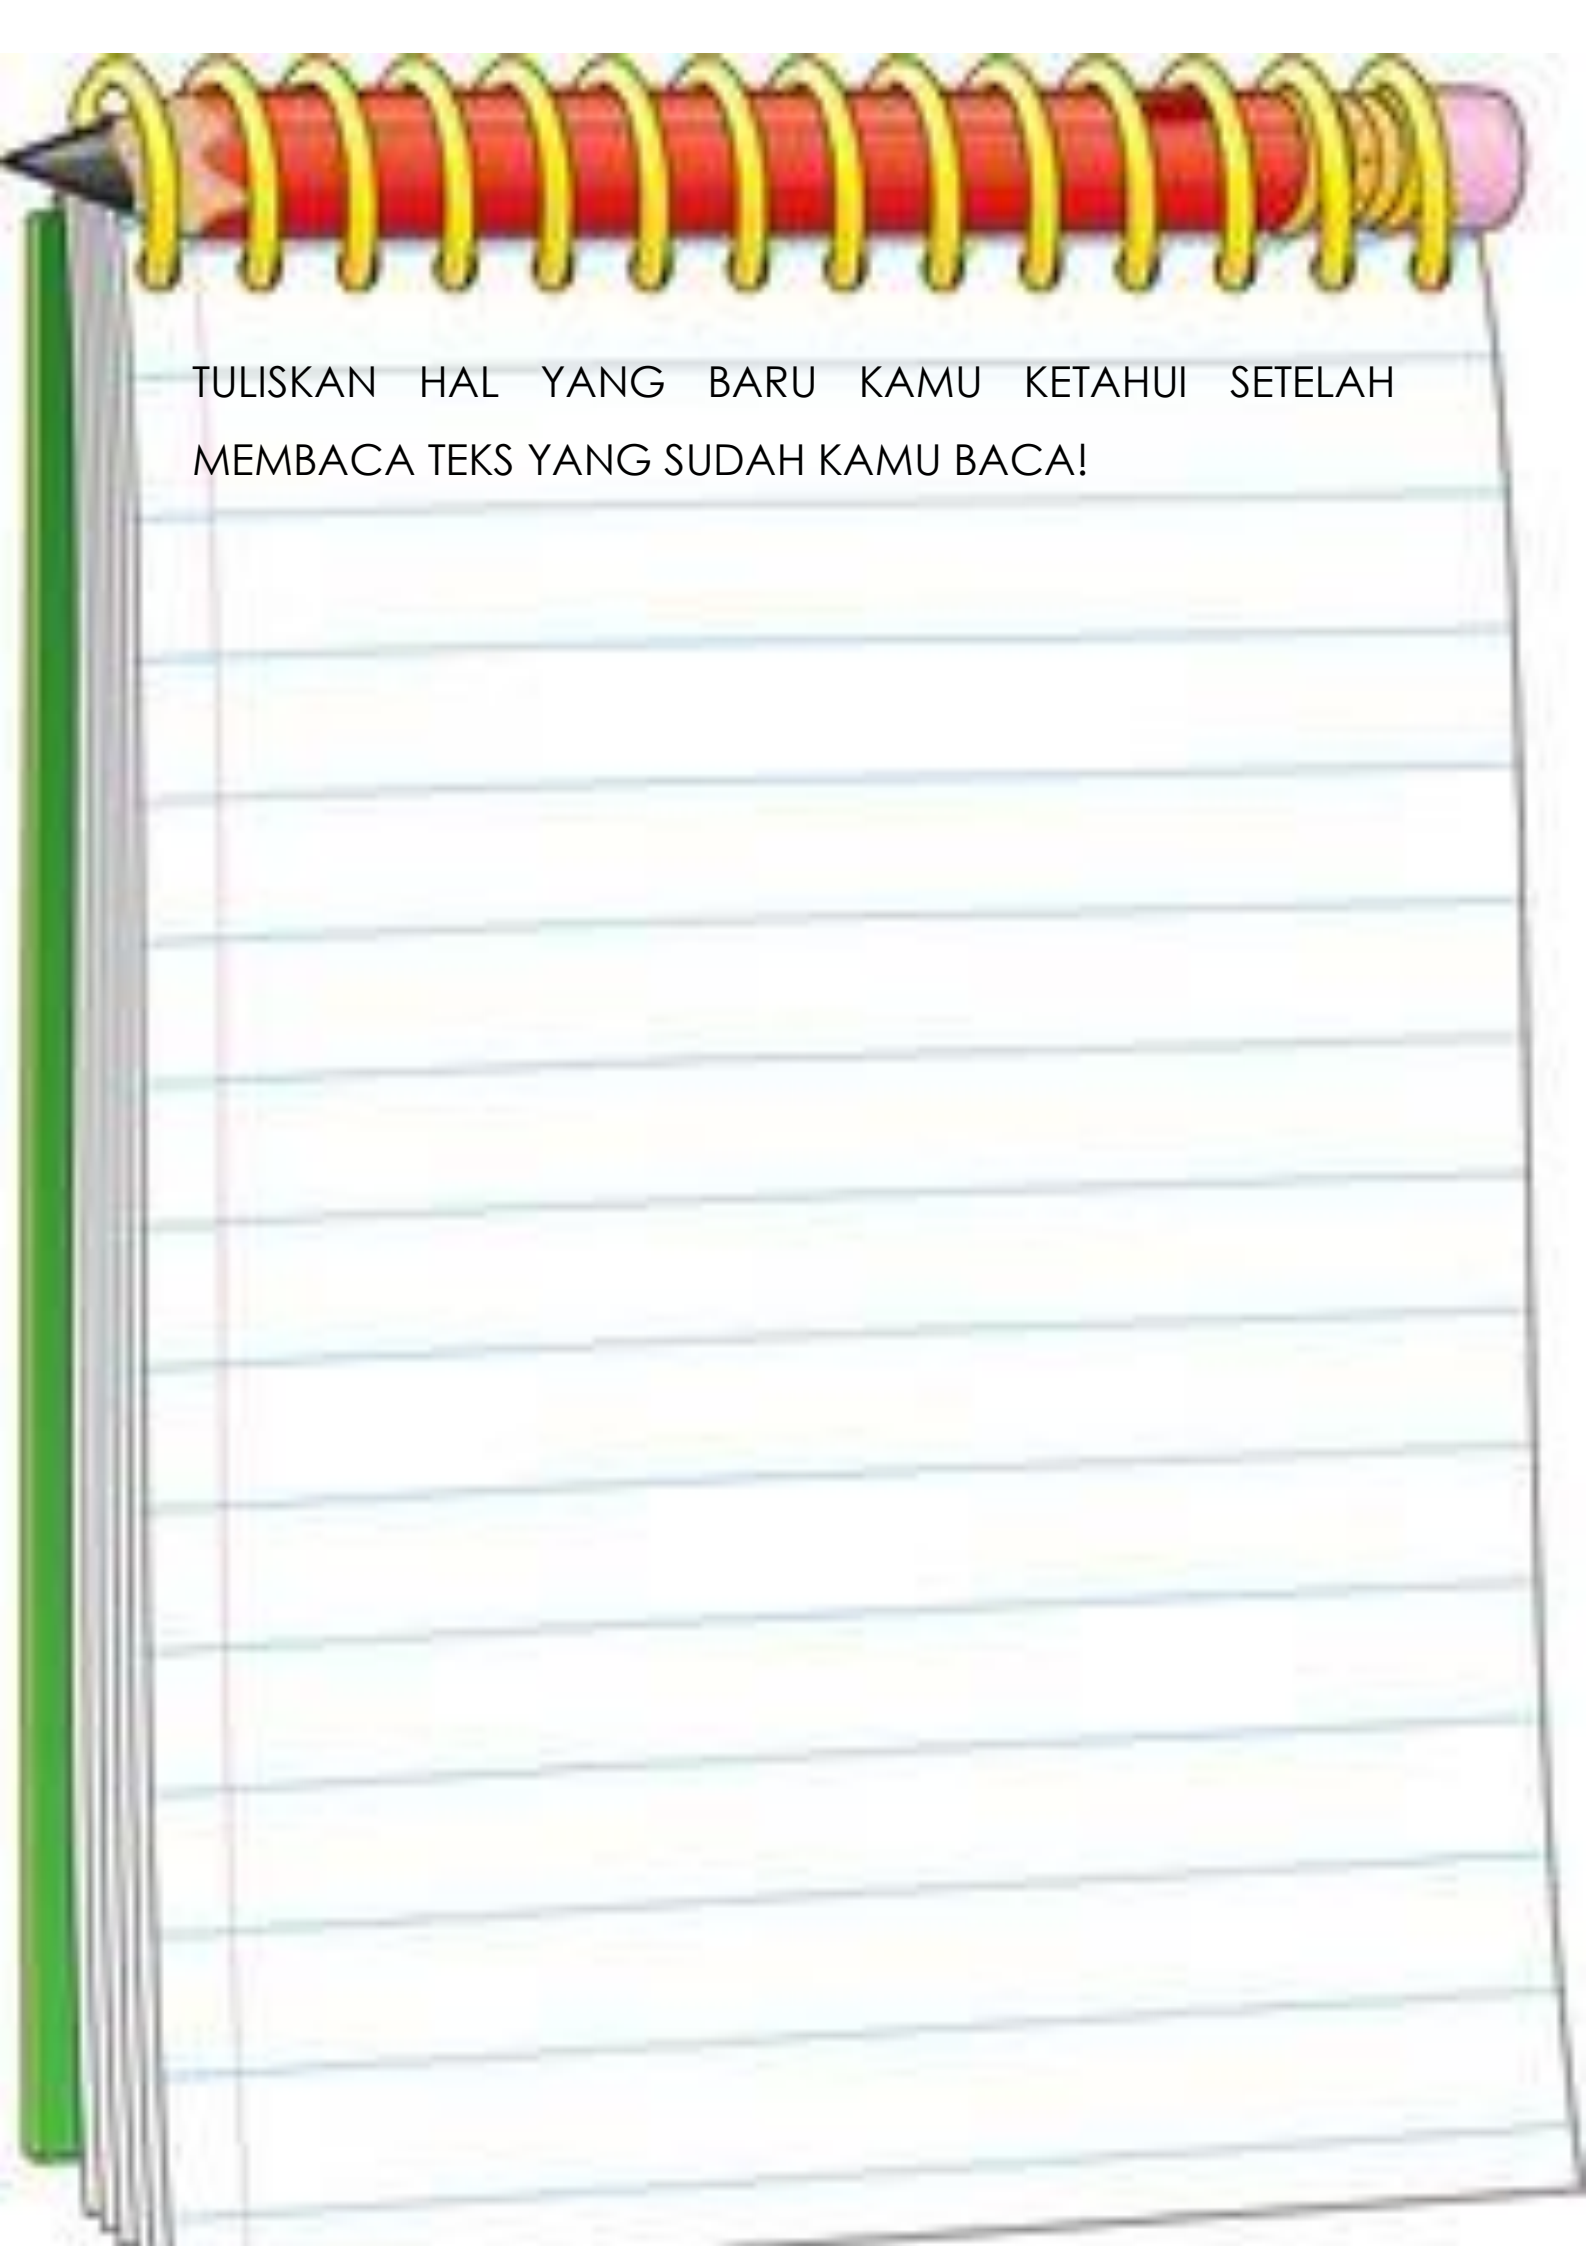 TULISKAN HAL YANG BARU KAMU KETAHUI SETELAH
MEMBACA TEKS YANG SUDAH KAMU BACA!